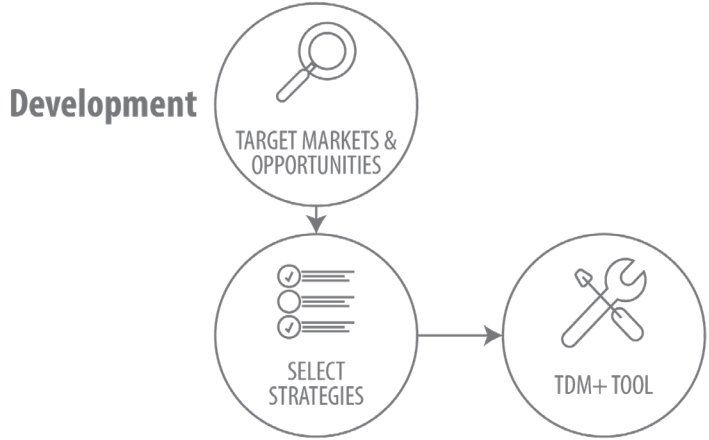 Development
TARGET MARKETS &
OPPORTUNITIES
SELECT
STRATEGIES
TDM+ TOOL